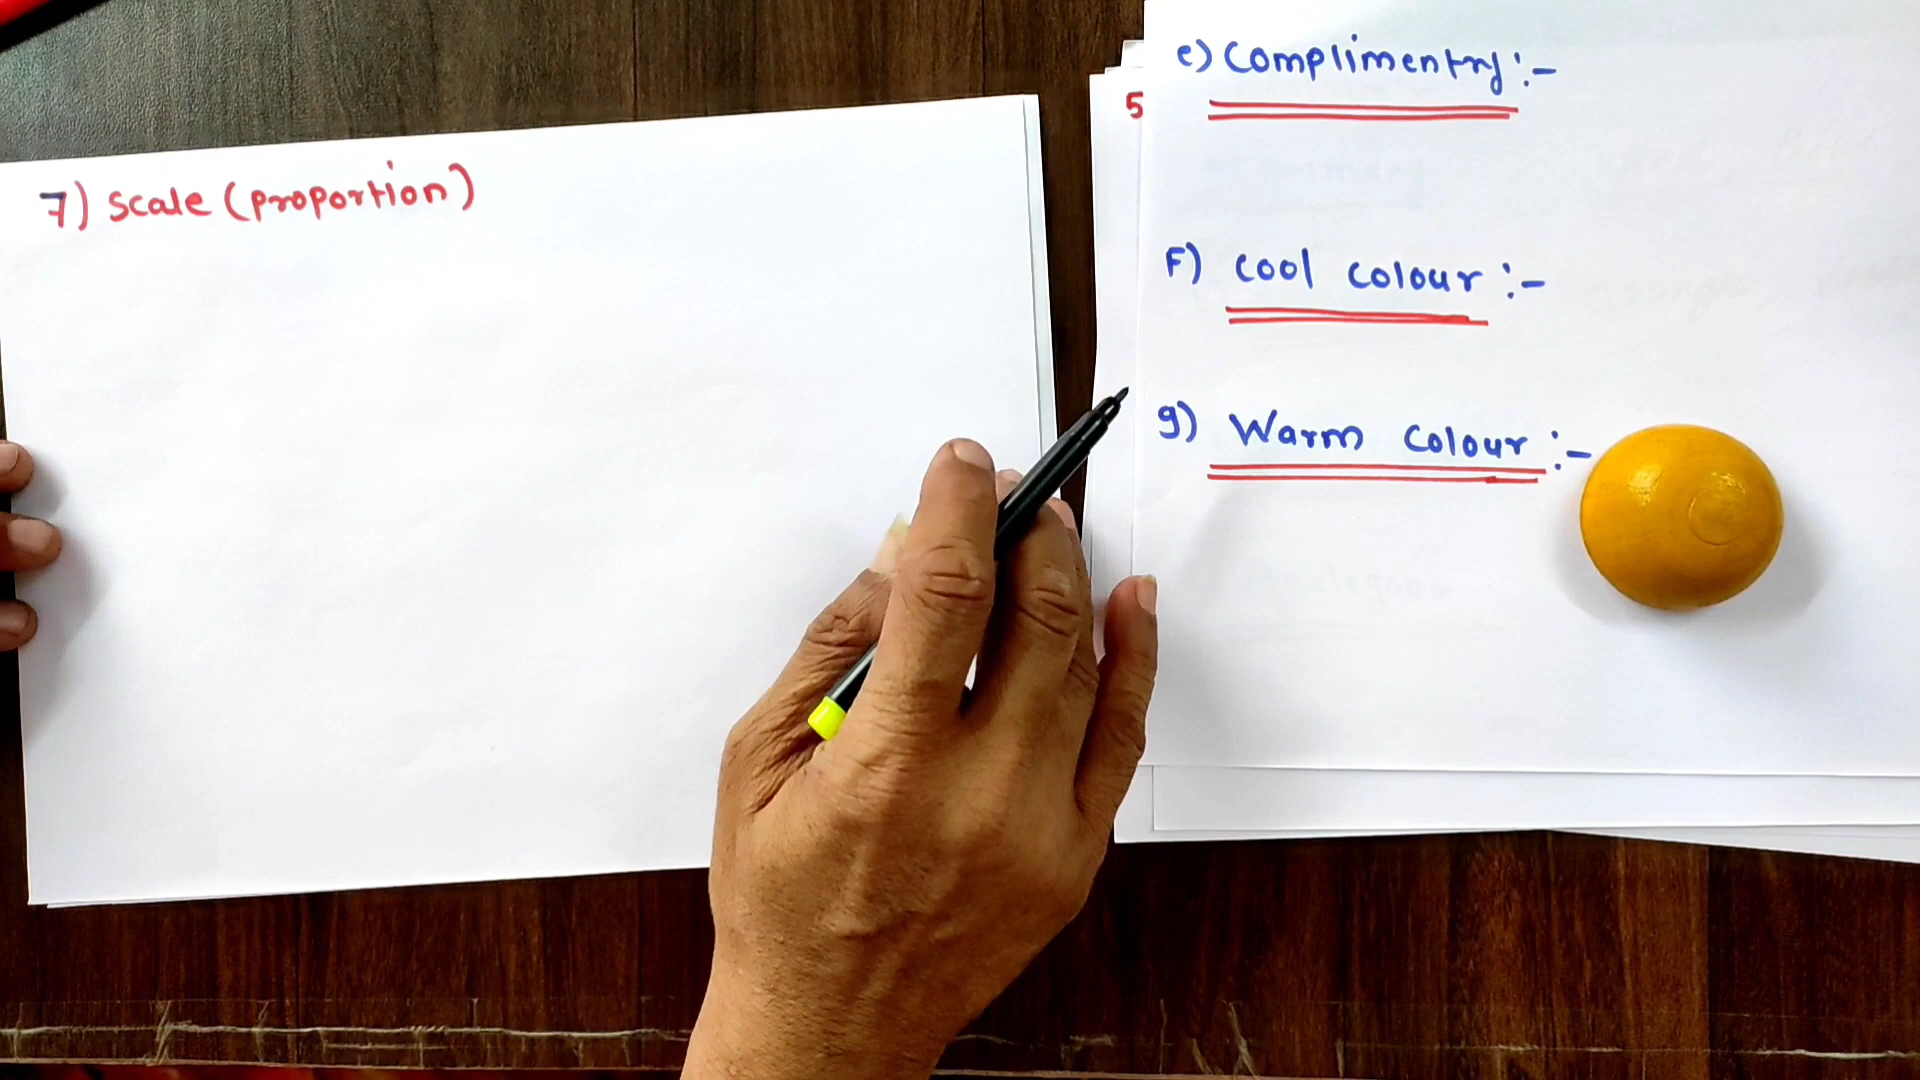 7) Scale (proportion)
5
e) Complimentry :-
F) Cool colour :-
g) Warm colour :-